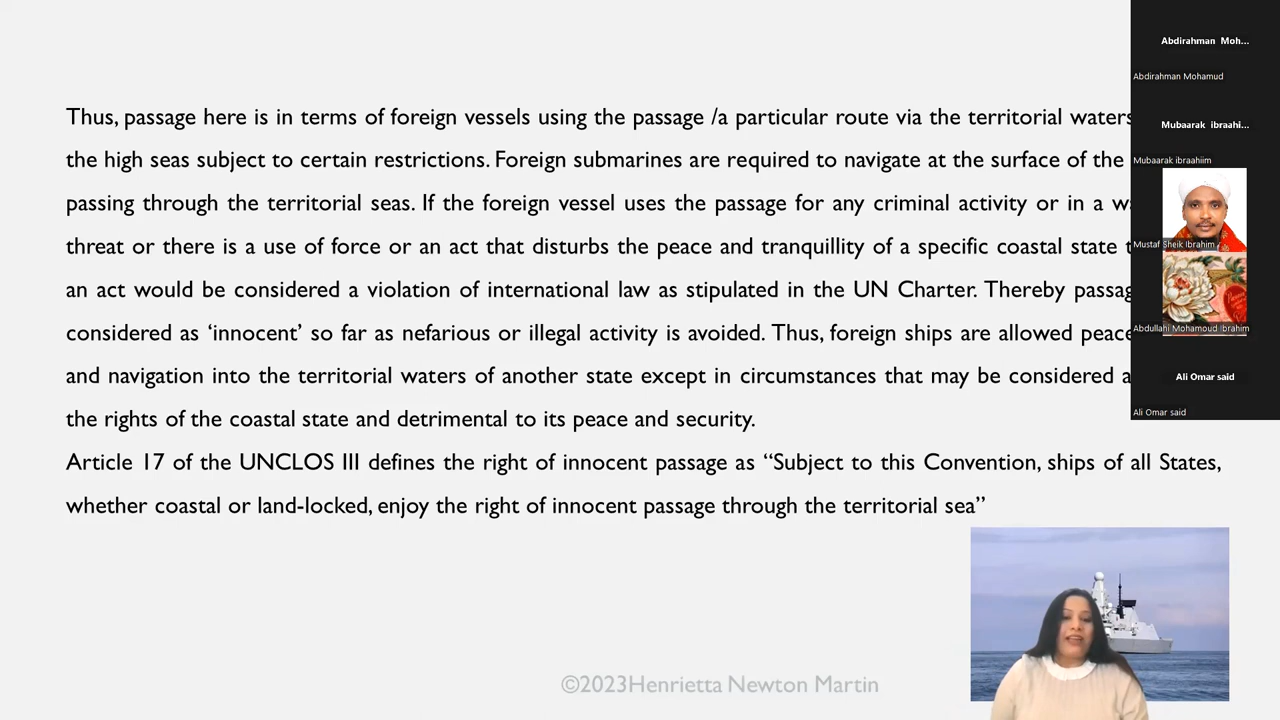 Thus, passage here is in terms of foreign vessels using the passage /a particular route via the territorial waters
the high seas subject to certain restrictions. Foreign submarines are required to navigate at the surface of the
passing through the territorial seas. If the foreign vessel uses the passage for any criminal activity or in a
threat or there is a use of force or an act that disturbs the peace and tranquillity of a specific coastal state
an act would be considered a violation of international law as stipulated in the UN Charter. Thereby
considered as ‘innocent’ so far as nefarious or illegal activity is avoided. Thus, foreign ships are allowed
and navigation into the territorial waters of another state except in circumstances that may be considered
the rights of the coastal state and detrimental to its peace and security.
Article 17 of the UNCLOS III defines the right of innocent passage as “Subject to this Convention, ships of all States,
whether coastal or land-locked, enjoy the right of innocent passage through the territorial sea”
©2023Henrietta Newton Martin
Abdirahman Moh...
Abdirahman Mohamud
Mubaarak ibraahi...
Mubaarak ibraahiim
Mustaf Sheik Ibrahim
Abdullahi Mohamoud Ibrahim
Ali Omar said
Ali Omar said